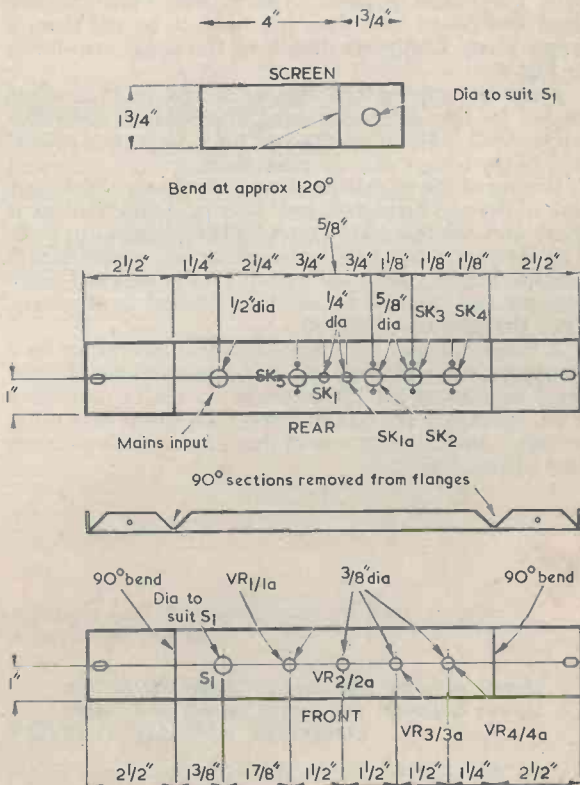 4"
1 3/4"
SCREEN
1 3/4"
Dia to suit S1
Bend at approx 120°
5/8"
2 1/2" 1 1/4" 2 1/4" 3/4" 3/4" 1 1/8" 1 1/8" 1 1/8" 2 1/2"
1/2" dia
1/4" dia
5/8" dia
SK3 SK4
SK5
SK1
1"
Mains input
REAR
SK1a SK2
90° sections removed from flanges
90° bend
VR1/1a
3/8" dia
90° bend
Dia to
suit S1
1"
S1
VR2/2a
FRONT
VR3/3a
VR4/4a
2 1/2" 1 3/8" 1 7/8" 1 1/2" 1 1/2" 1 1/2" 1 1/4" 2 1/2"